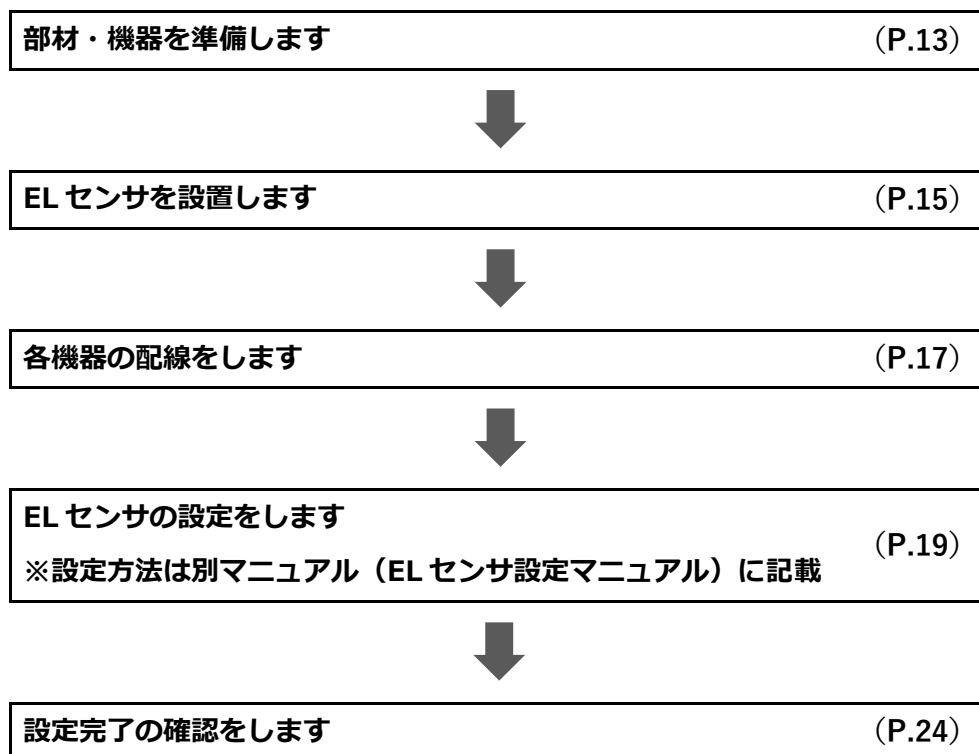 部材・機器を準備します （P.13）
EL センサを設置します （P.15）
各機器の配線をします （P.17）
EL センサの設定をします
（P.19）
※設定方法は別マニュアル（EL センサ設定マニュアル）に記載
設定完了の確認をします （P.24）